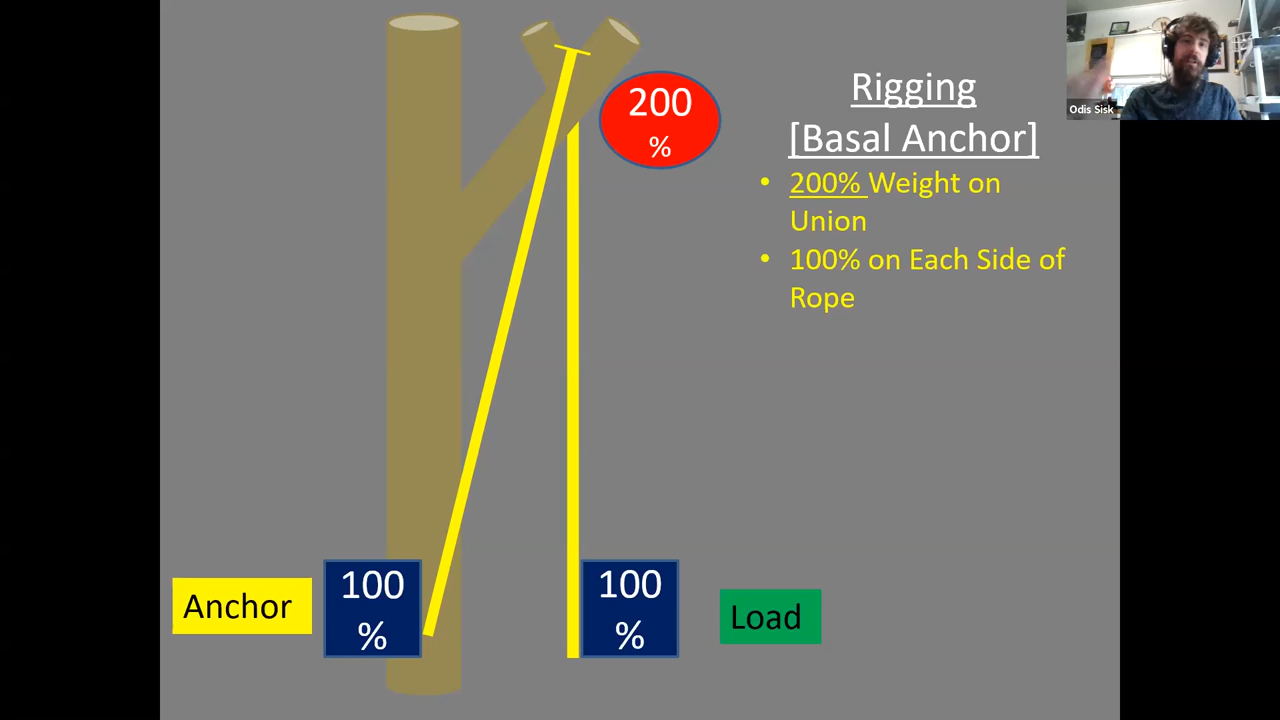 Rigging
[Basal Anchor]
• 200% Weight on
Union
• 100% on Each Side of
Rope
200
%
Anchor
100
%
100
%
Load
Odis Sisk